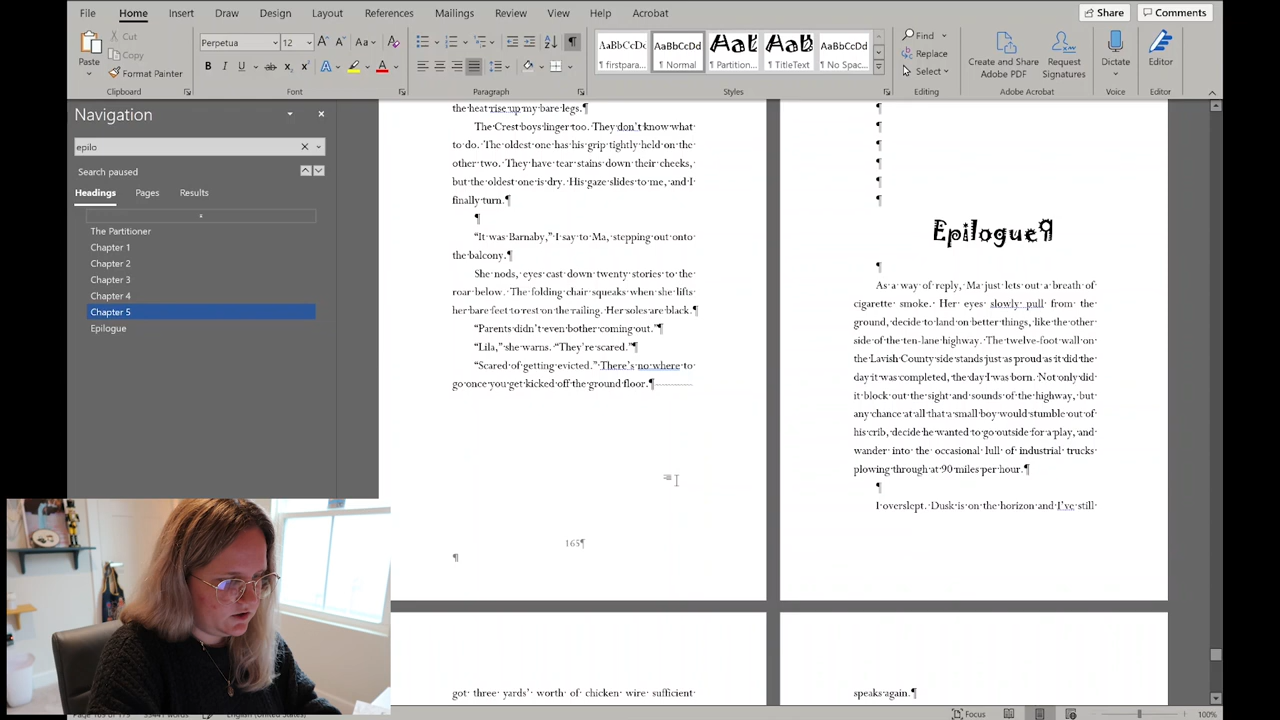 File Home Insert Draw Design Layout References Mailings Review View Help Acrobat Share Comments
Cut
Copy
Paste
Format Painter
Clipboard
Perpetua 12
Font
Paragraph
AaBbCcDc AaBbCcDd AaB AaB AaBbCcDd
firstpara... Normal Partition... TitleText No Spac...
Styles
Find
Replace
Select
Editing
Create and Share Adobe PDF
Request Signatures
Adobe Acrobat
Dictate
Voice
Editor
Editor
Navigation
epilo
Search paused
Headings Pages Results
The Partitioner
Chapter 1
Chapter 2
Chapter 3
Chapter 4
Chapter 5
Epilogue
the heat rise up my bare legs.¶
The Crest boys linger too. They don't know what
to do. The oldest one has his grip tightly held on the
other two. They have tear stains down their cheeks,
but the oldest one is dry. His gaze slides to me, and I
finally turn.¶
¶
“It was Barnaby,” I say to Ma, stepping out onto
the balcony.¶
She nods, eyes cast down twenty stories to the
roar below. The folding chair squeaks when she lifts
her bare feet to rest on the railing. Her soles are black.¶
“Parents didn't even bother coming out.”¶
“Lila,” she warns. “They're scared.”¶
“Scared of getting evicted.” There's no where to
go once you get kicked off the ground floor.¶
165¶
¶
got three yards' worth of chicken wire sufficient
¶
¶
¶
¶
¶
¶
Epilogue¶
¶
As a way of reply, Ma just lets out a breath of
cigarette smoke. Her eyes slowly pull from the
ground, decide to land on better things, like the other
side of the ten-lane highway. The twelve-foot wall on
the Lavish County side stands just as proud as it did the
day it was completed, the day I was born. Not only did
it block out the sight and sounds of the highway, but
any chance at all that a small boy would stumble out of
his crib, decide he wanted to go outside for a play, and
wander into the occasional lull of industrial trucks
plowing through at 90 miles per hour.¶
¶
I overslept. Dusk is on the horizon and I've still
speaks again.¶
English (United States)
Focus
100%